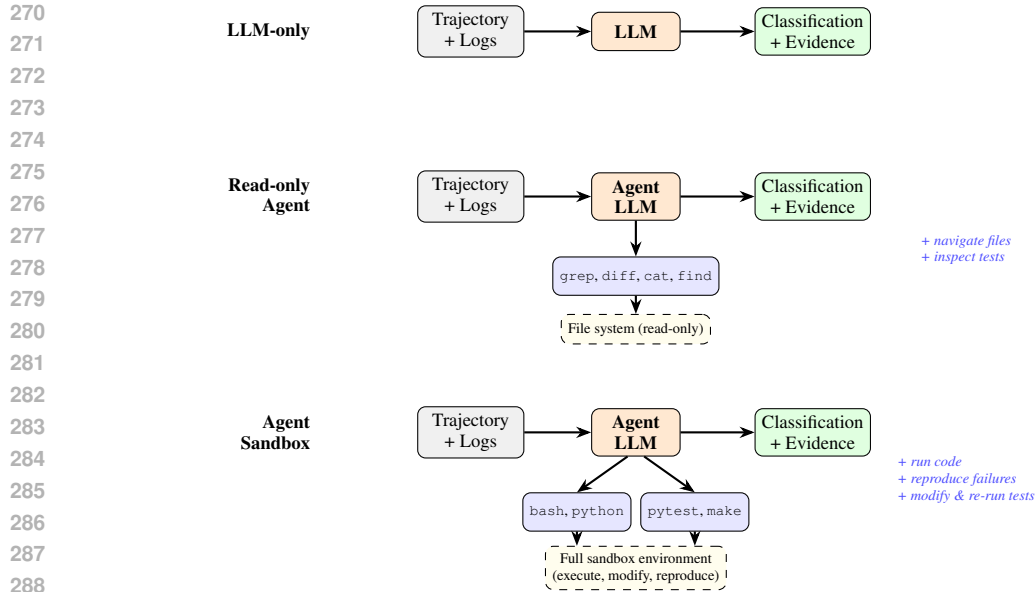 270
271
272
273
274
275
276
277
278
279
280
281
282
283
284
285
286
287
288
LLM-only
Trajectory
+ Logs
LLM
Classification
+ Evidence
Read-only
Agent
Trajectory
+ Logs
Agent
LLM
Classification
+ Evidence
+ navigate files
+ inspect tests
grep, diff, cat, find
File system (read-only)
Agent
Sandbox
Trajectory
+ Logs
Agent
LLM
Classification
+ Evidence
+ run code
+ reproduce failures
+ modify & re-run tests
bash, python
pytest, make
Full sandbox environment
(execute, modify, reproduce)